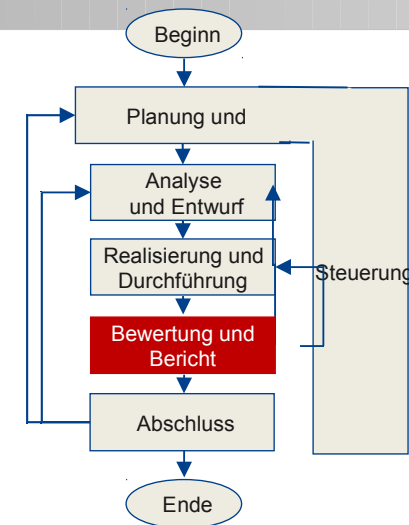 Beginn
Planung und
Analyse
und Entwurf
Realisierung und
Durchführung
Steuerung
Bewertung und
Bericht
Abschluss
Ende